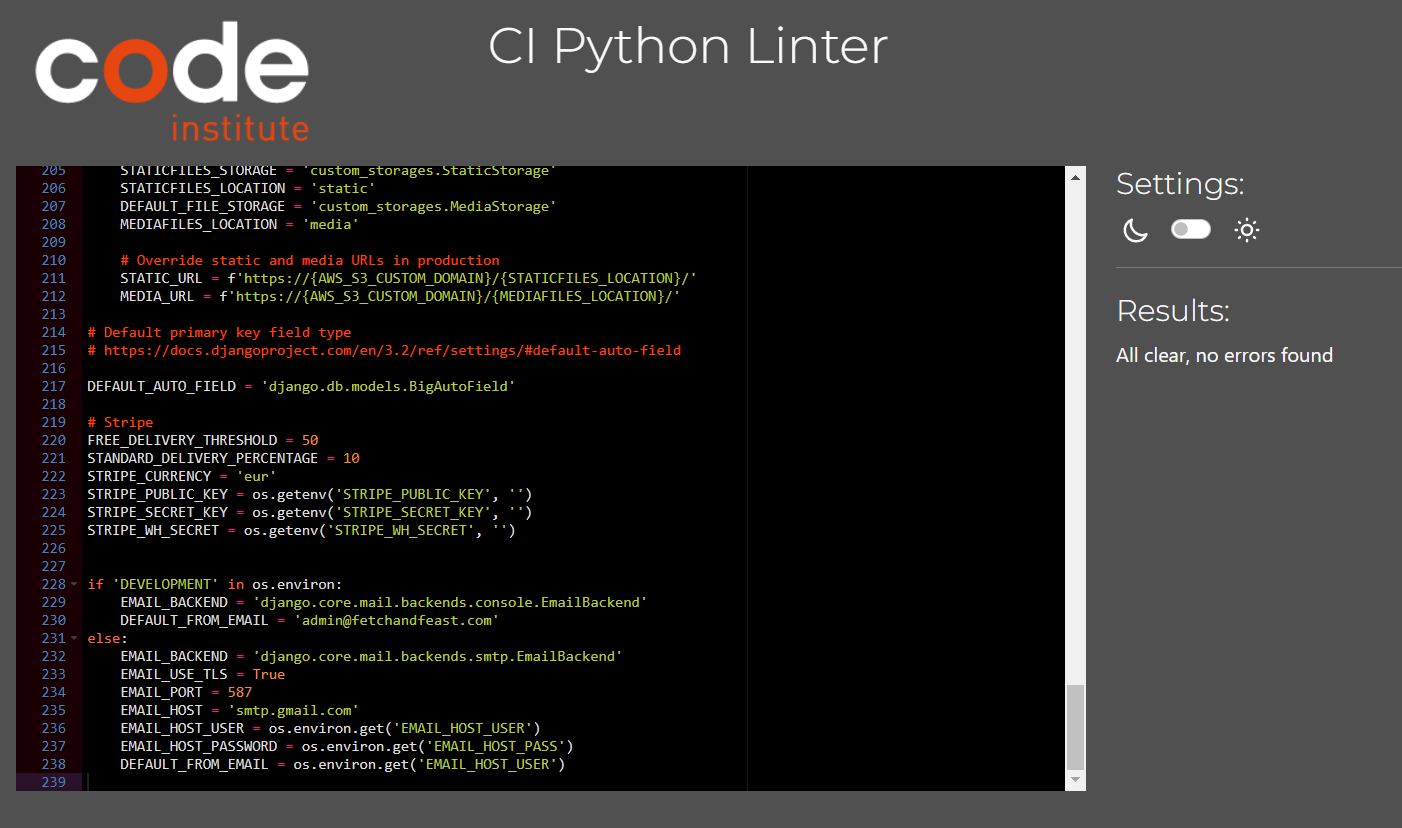 code
institute
CI Python Linter
205 STATICFILES_STORAGE = 'custom_storages.StaticStorage'
206 STATICFILES_LOCATION = 'static'
207 DEFAULT_FILE_STORAGE = 'custom_storages.MediaStorage'
208 MEDIAFILES_LOCATION = 'media'
209
210 # Override static and media URLs in production
211 STATIC_URL = f'https://{AWS_S3_CUSTOM_DOMAIN}/{STATICFILES_LOCATION}/'
212 MEDIA_URL = f'https://{AWS_S3_CUSTOM_DOMAIN}/{MEDIAFILES_LOCATION}/'
213
214 # Default primary key field type
215 # https://docs.djangoproject.com/en/3.2/ref/settings/#default-auto-field
216
217 DEFAULT_AUTO_FIELD = 'django.db.models.BigAutoField'
218
219 # Stripe
220 FREE_DELIVERY_THRESHOLD = 50
221 STANDARD_DELIVERY_PERCENTAGE = 10
222 STRIPE_CURRENCY = 'eur'
223 STRIPE_PUBLIC_KEY = os.getenv('STRIPE_PUBLIC_KEY', '')
224 STRIPE_SECRET_KEY = os.getenv('STRIPE_SECRET_KEY', '')
225 STRIPE_WH_SECRET = os.getenv('STRIPE_WH_SECRET', '')
226
227
228 if 'DEVELOPMENT' in os.environ:
229 EMAIL_BACKEND = 'django.core.mail.backends.console.EmailBackend'
230 DEFAULT_FROM_EMAIL = 'admin@fetchandfeast.com'
231 else:
232 EMAIL_BACKEND = 'django.core.mail.backends.smtp.EmailBackend'
233 EMAIL_USE_TLS = True
234 EMAIL_PORT = 587
235 EMAIL_HOST = 'smtp.gmail.com'
236 EMAIL_HOST_USER = os.environ.get('EMAIL_HOST_USER')
237 EMAIL_HOST_PASSWORD = os.environ.get('EMAIL_HOST_PASS')
238 DEFAULT_FROM_EMAIL = os.environ.get('EMAIL_HOST_USER')
239
Settings:
Results:
All clear, no errors found